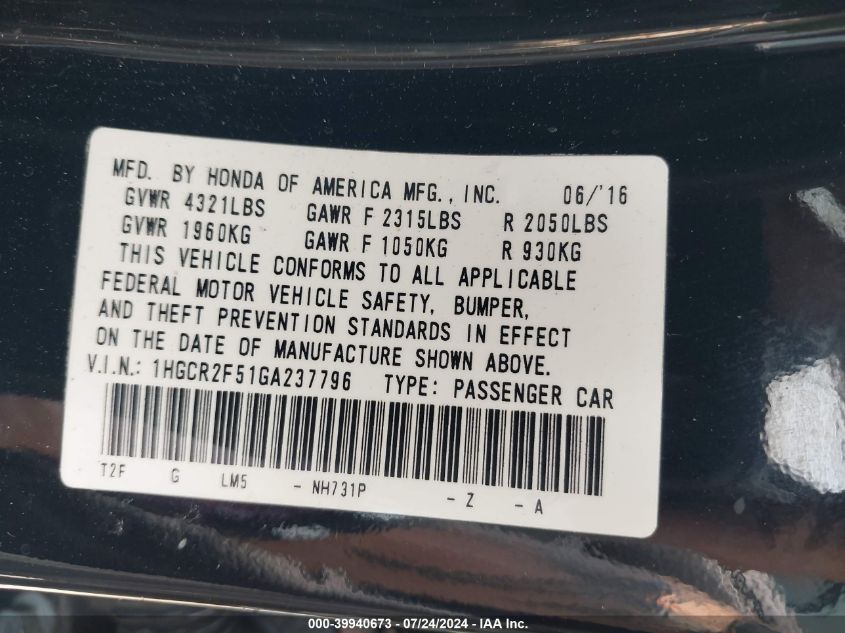 MFD. BY HONDA OF AMERICA MFG., INC. 06/'16
GVWR 4321LBS GAWR F 2315LBS R 2050LBS
GVWR 1960KG GAWR F 1050KG R 930KG
THIS VEHICLE CONFORMS TO ALL APPLICABLE
FEDERAL MOTOR VEHICLE SAFETY, BUMPER,
AND THEFT PREVENTION STANDARDS IN EFFECT
ON THE DATE OF MANUFACTURE SHOWN ABOVE.
V.I.N.: 1HGCR2F51GA237796 TYPE: PASSENGER CAR
T2F G LM5 - NH731P - Z - A
000-39940673 / 07/24/2024 - IAA Inc.